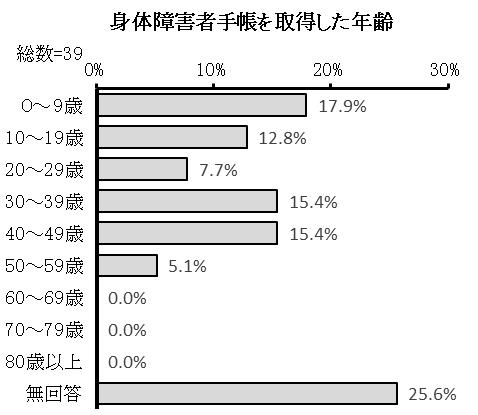 身体障害者手帳を取得した年齢
総数=39
0% 10% 20% 30%
0～9歳 17.9%
10～19歳 12.8%
20～29歳 7.7%
30～39歳 15.4%
40～49歳 15.4%
50～59歳 5.1%
60～69歳 0.0%
70～79歳 0.0%
80歳以上 0.0%
無回答 25.6%